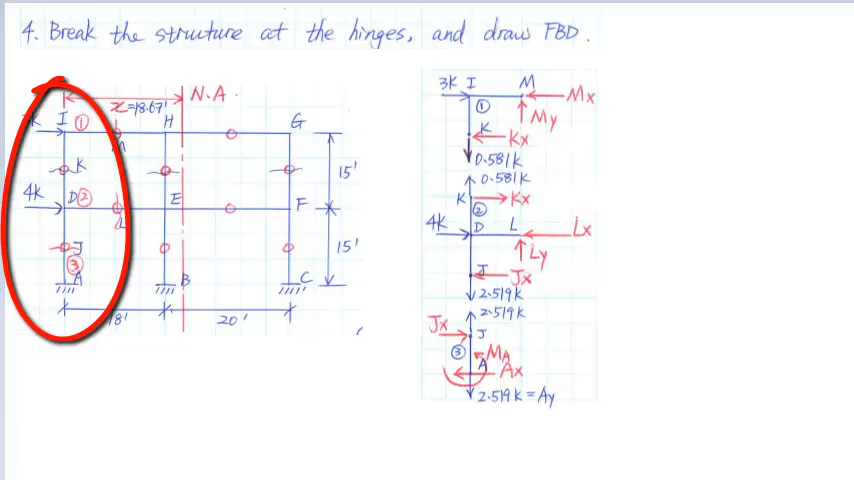 4. Break the structure at the hinges, and draw FBD.
N.A
x=18.67'
K I ① H G
M
K
15'
4K D ② E F
L
J
15'
③
A B C
18' 20'
3K I M Mx
① My
K Kx
0.581K
0.581K
K Kx
②
4K D L Lx
Ly
J Jx
2.519K
2.519K
Jx J
③ MA
A Ax
2.519K = Ay